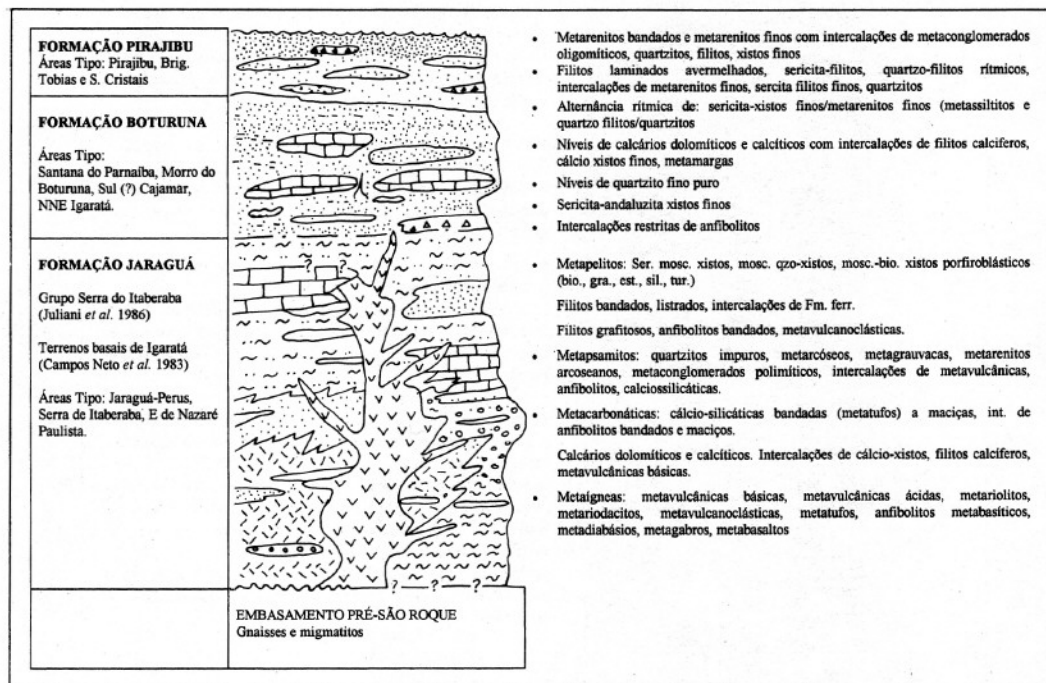 FORMAÇÃO PIRAJIBU
Áreas Tipo: Pirajibu, Brig.
Tobias e S. Cristais
FORMAÇÃO BOTURUNA
Áreas Tipo:
Santana do Parnaíba, Morro do
Boturuna, Sul (?) Cajamar,
NNE Igaratá.
FORMAÇÃO JARAGUÁ
Grupo Serra do Itaberaba
(Juliani et al. 1986)
Terrenos basais de Igaratá
(Campos Neto et al. 1983)
Áreas Tipo: Jaraguá-Perus,
Serra de Itaberaba, E de Nazaré
Paulista.
? ?
? ? ?
EMBASAMENTO PRÉ-SÃO ROQUE
Gnaisses e migmatitos
• Metarenitos bandados e metarenitos finos com intercalações de metaconglomerados
oligomíticos, quartzitos, filitos, xistos finos
• Filitos laminados avermelhados, sericita-filitos, quartzo-filitos rítmicos,
intercalações de metarenitos finos, sercita filitos finos, quartzitos
• Alternância rítmica de: sericita-xistos finos/metarenitos finos (metassiltitos e
quartzo filitos/quartzitos
• Níveis de calcários dolomíticos e calcíticos com intercalações de filitos calciferos,
cálcio xistos finos, metamargas
• Níveis de quartzito fino puro
• Sericita-andaluzita xistos finos
• Intercalações restritas de anfibolitos
• Metapelitos: Ser. mosc. xistos, mosc. qzo-xistos, mosc.-bio. xistos porfiroblásticos
(bio., gra., est., sil., tur.)
Filitos bandados, listrados, intercalações de Fm. ferr.
Filitos grafitosos, anfibolitos bandados, metavulcanoclásticas.
• Metapsamitos: quartzitos impuros, metarcóseos, metagrauvacas, metarenitos
arcoseanos, metaconglomerados polimíticos, intercalações de metavulcânicas,
anfibolitos, calciossilicáticas.
• Metacarbonáticas: cálcio-silicáticas bandadas (metatufos) a maciças, int. de
anfibolitos bandados e maciços.
Calcários dolomíticos e calcíticos. Intercalações de cálcio-xistos, filitos calcíferos,
metavulcânicas básicas.
• Metaígneas: metavulcânicas básicas, metavulcânicas ácidas, metariolitos,
metariodacitos, metavulcanoclásticas, metatufos, anfibolitos metabasíticos,
metadiabásios, metagabros, metabasaltos